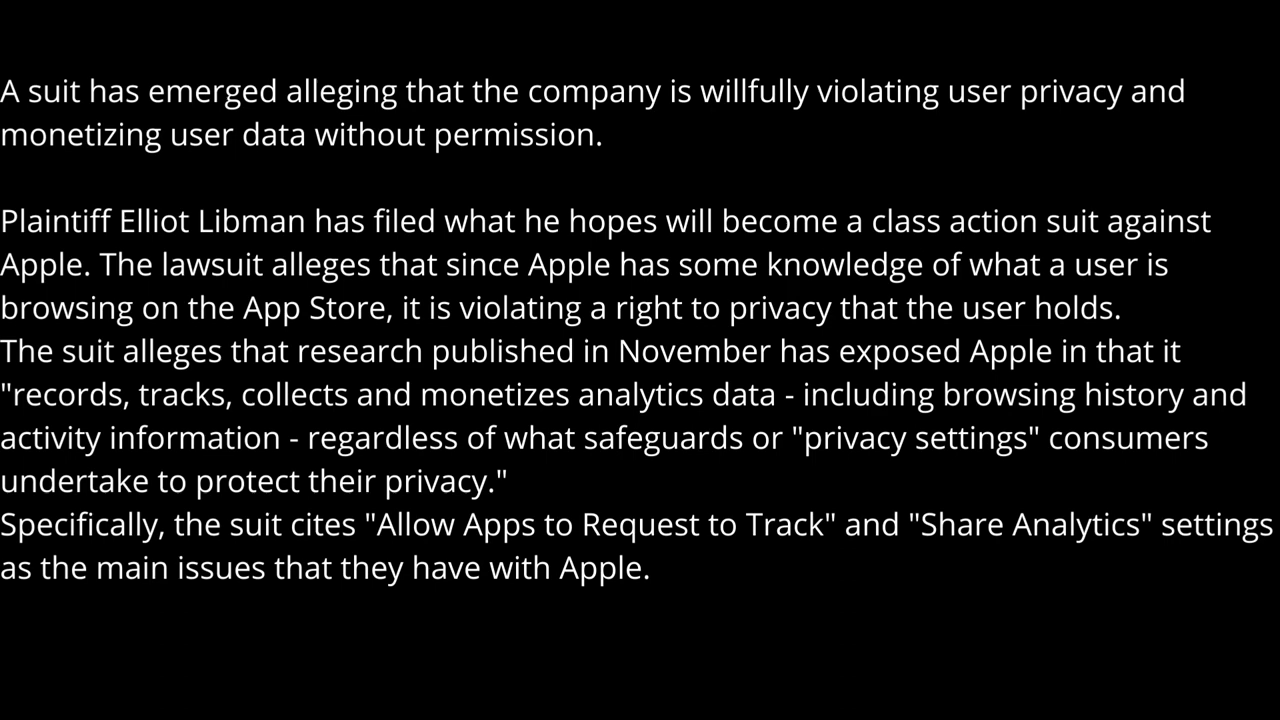 A suit has emerged alleging that the company is willfully violating user privacy and
monetizing user data without permission.
Plaintiff Elliot Libman has filed what he hopes will become a class action suit against
Apple. The lawsuit alleges that since Apple has some knowledge of what a user is
browsing on the App Store, it is violating a right to privacy that the user holds.
The suit alleges that research published in November has exposed Apple in that it
"records, tracks, collects and monetizes analytics data - including browsing history and
activity information - regardless of what safeguards or "privacy settings" consumers
undertake to protect their privacy."
Specifically, the suit cites "Allow Apps to Request to Track" and "Share Analytics" settings
as the main issues that they have with Apple.